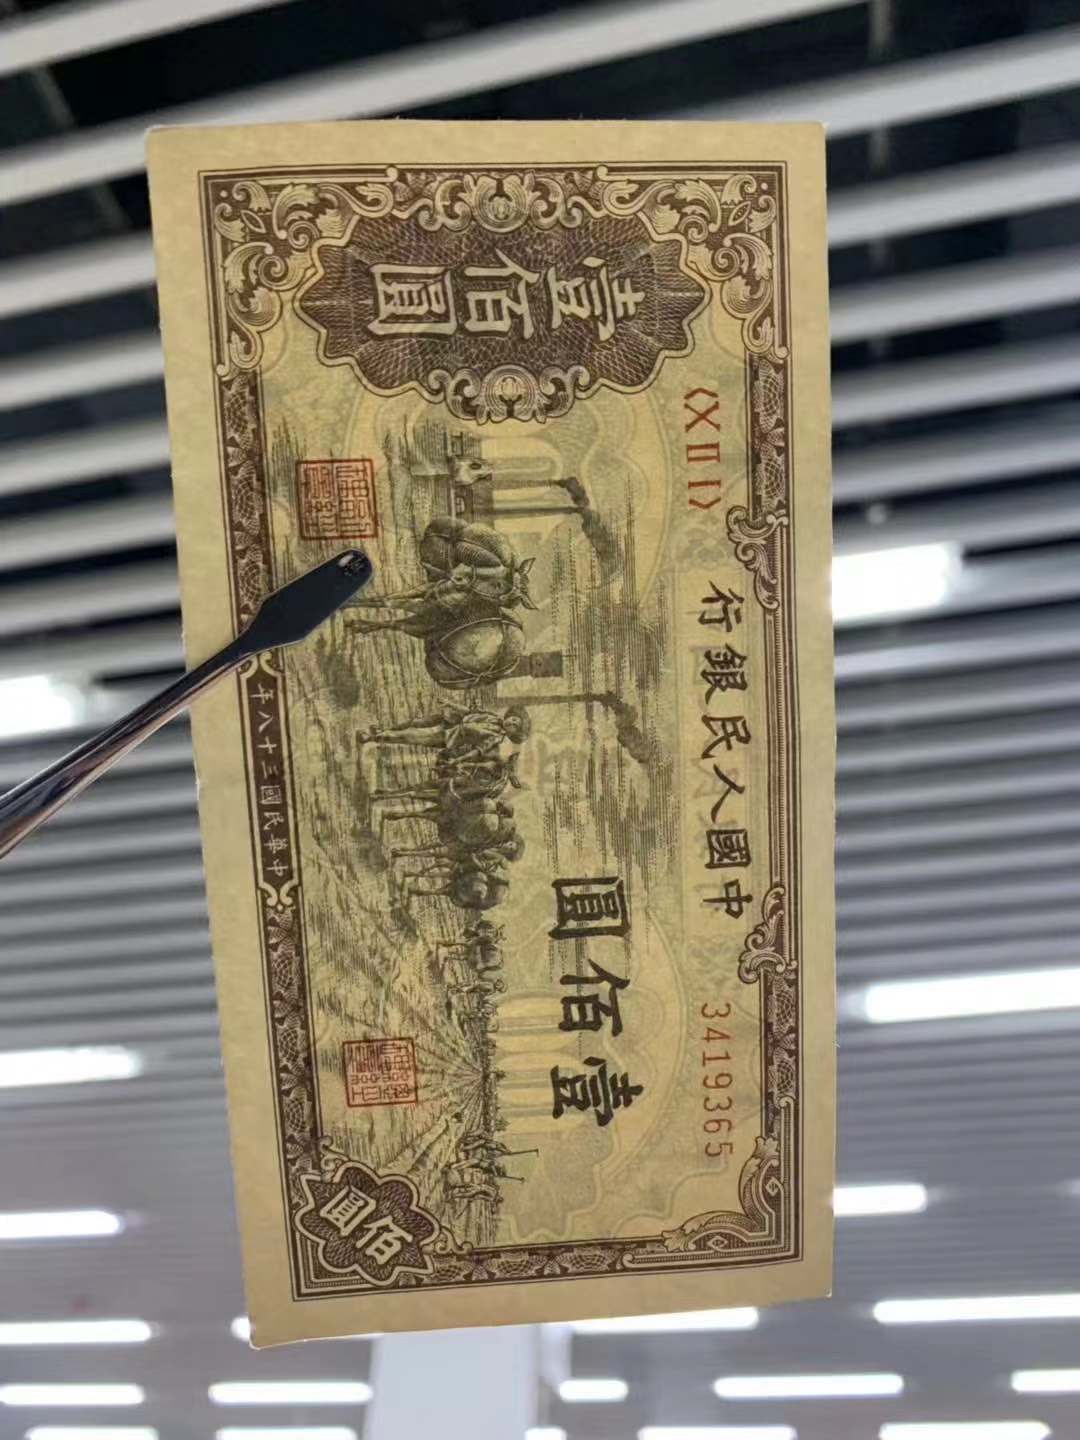 中國人民銀行
〈X II I〉
3419365
壹佰圓
壹佰圓
佰圓
中華民國三十八年